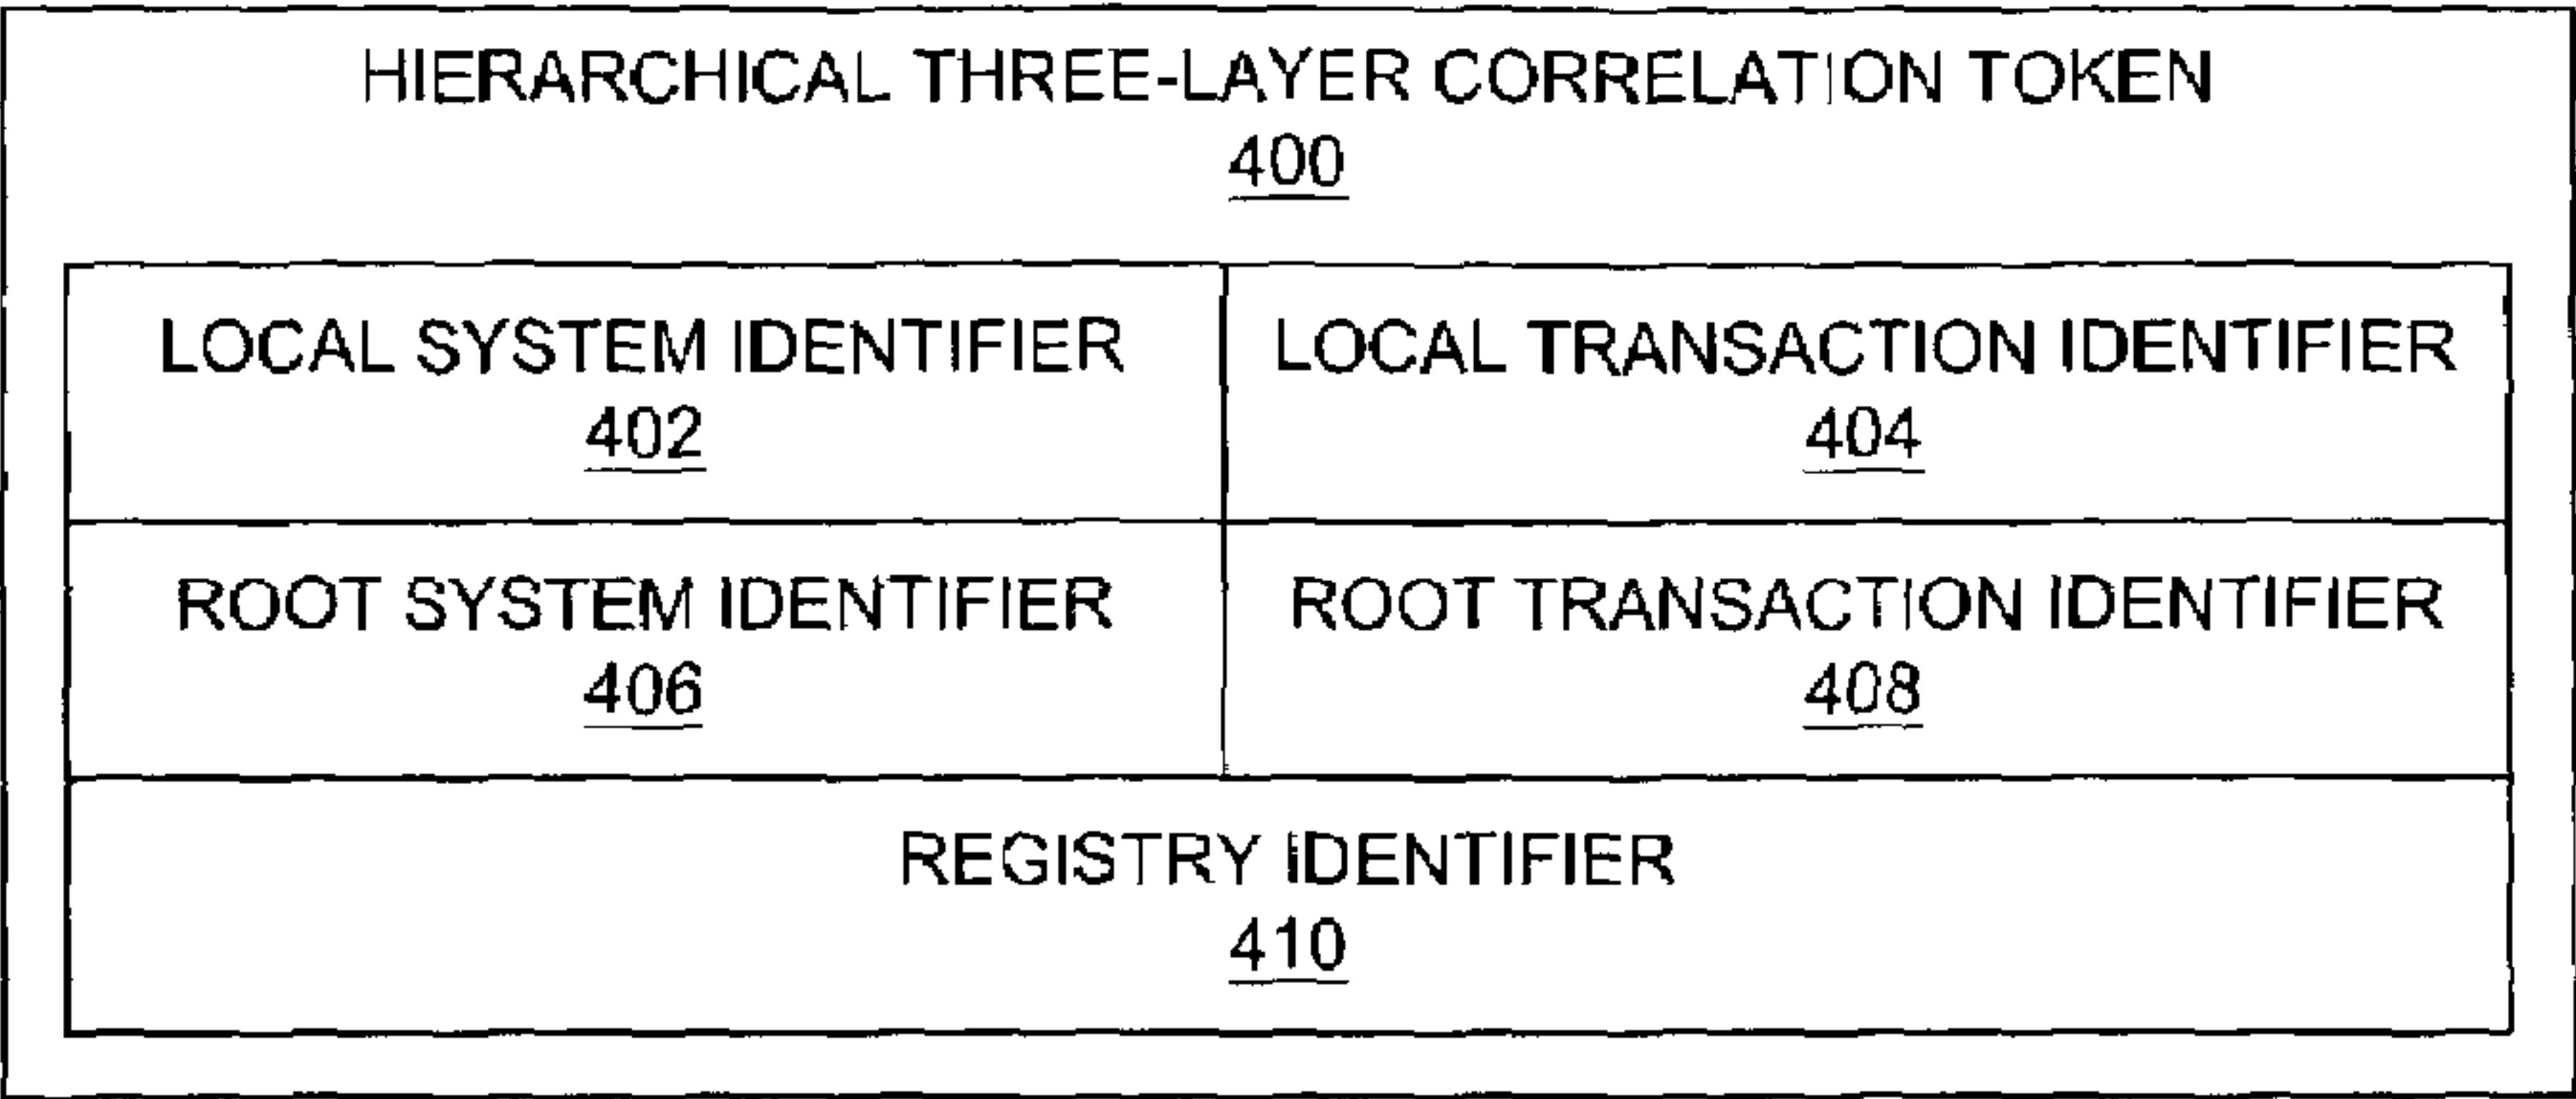 HIERARCHICAL THREE-LAYER CORRELATION TOKEN
400
LOCAL SYSTEM IDENTIFIER
402
LOCAL TRANSACTION IDENTIFIER
404
ROOT SYSTEM IDENTIFIER
406
ROOT TRANSACTION IDENTIFIER
408
REGISTRY IDENTIFIER
410